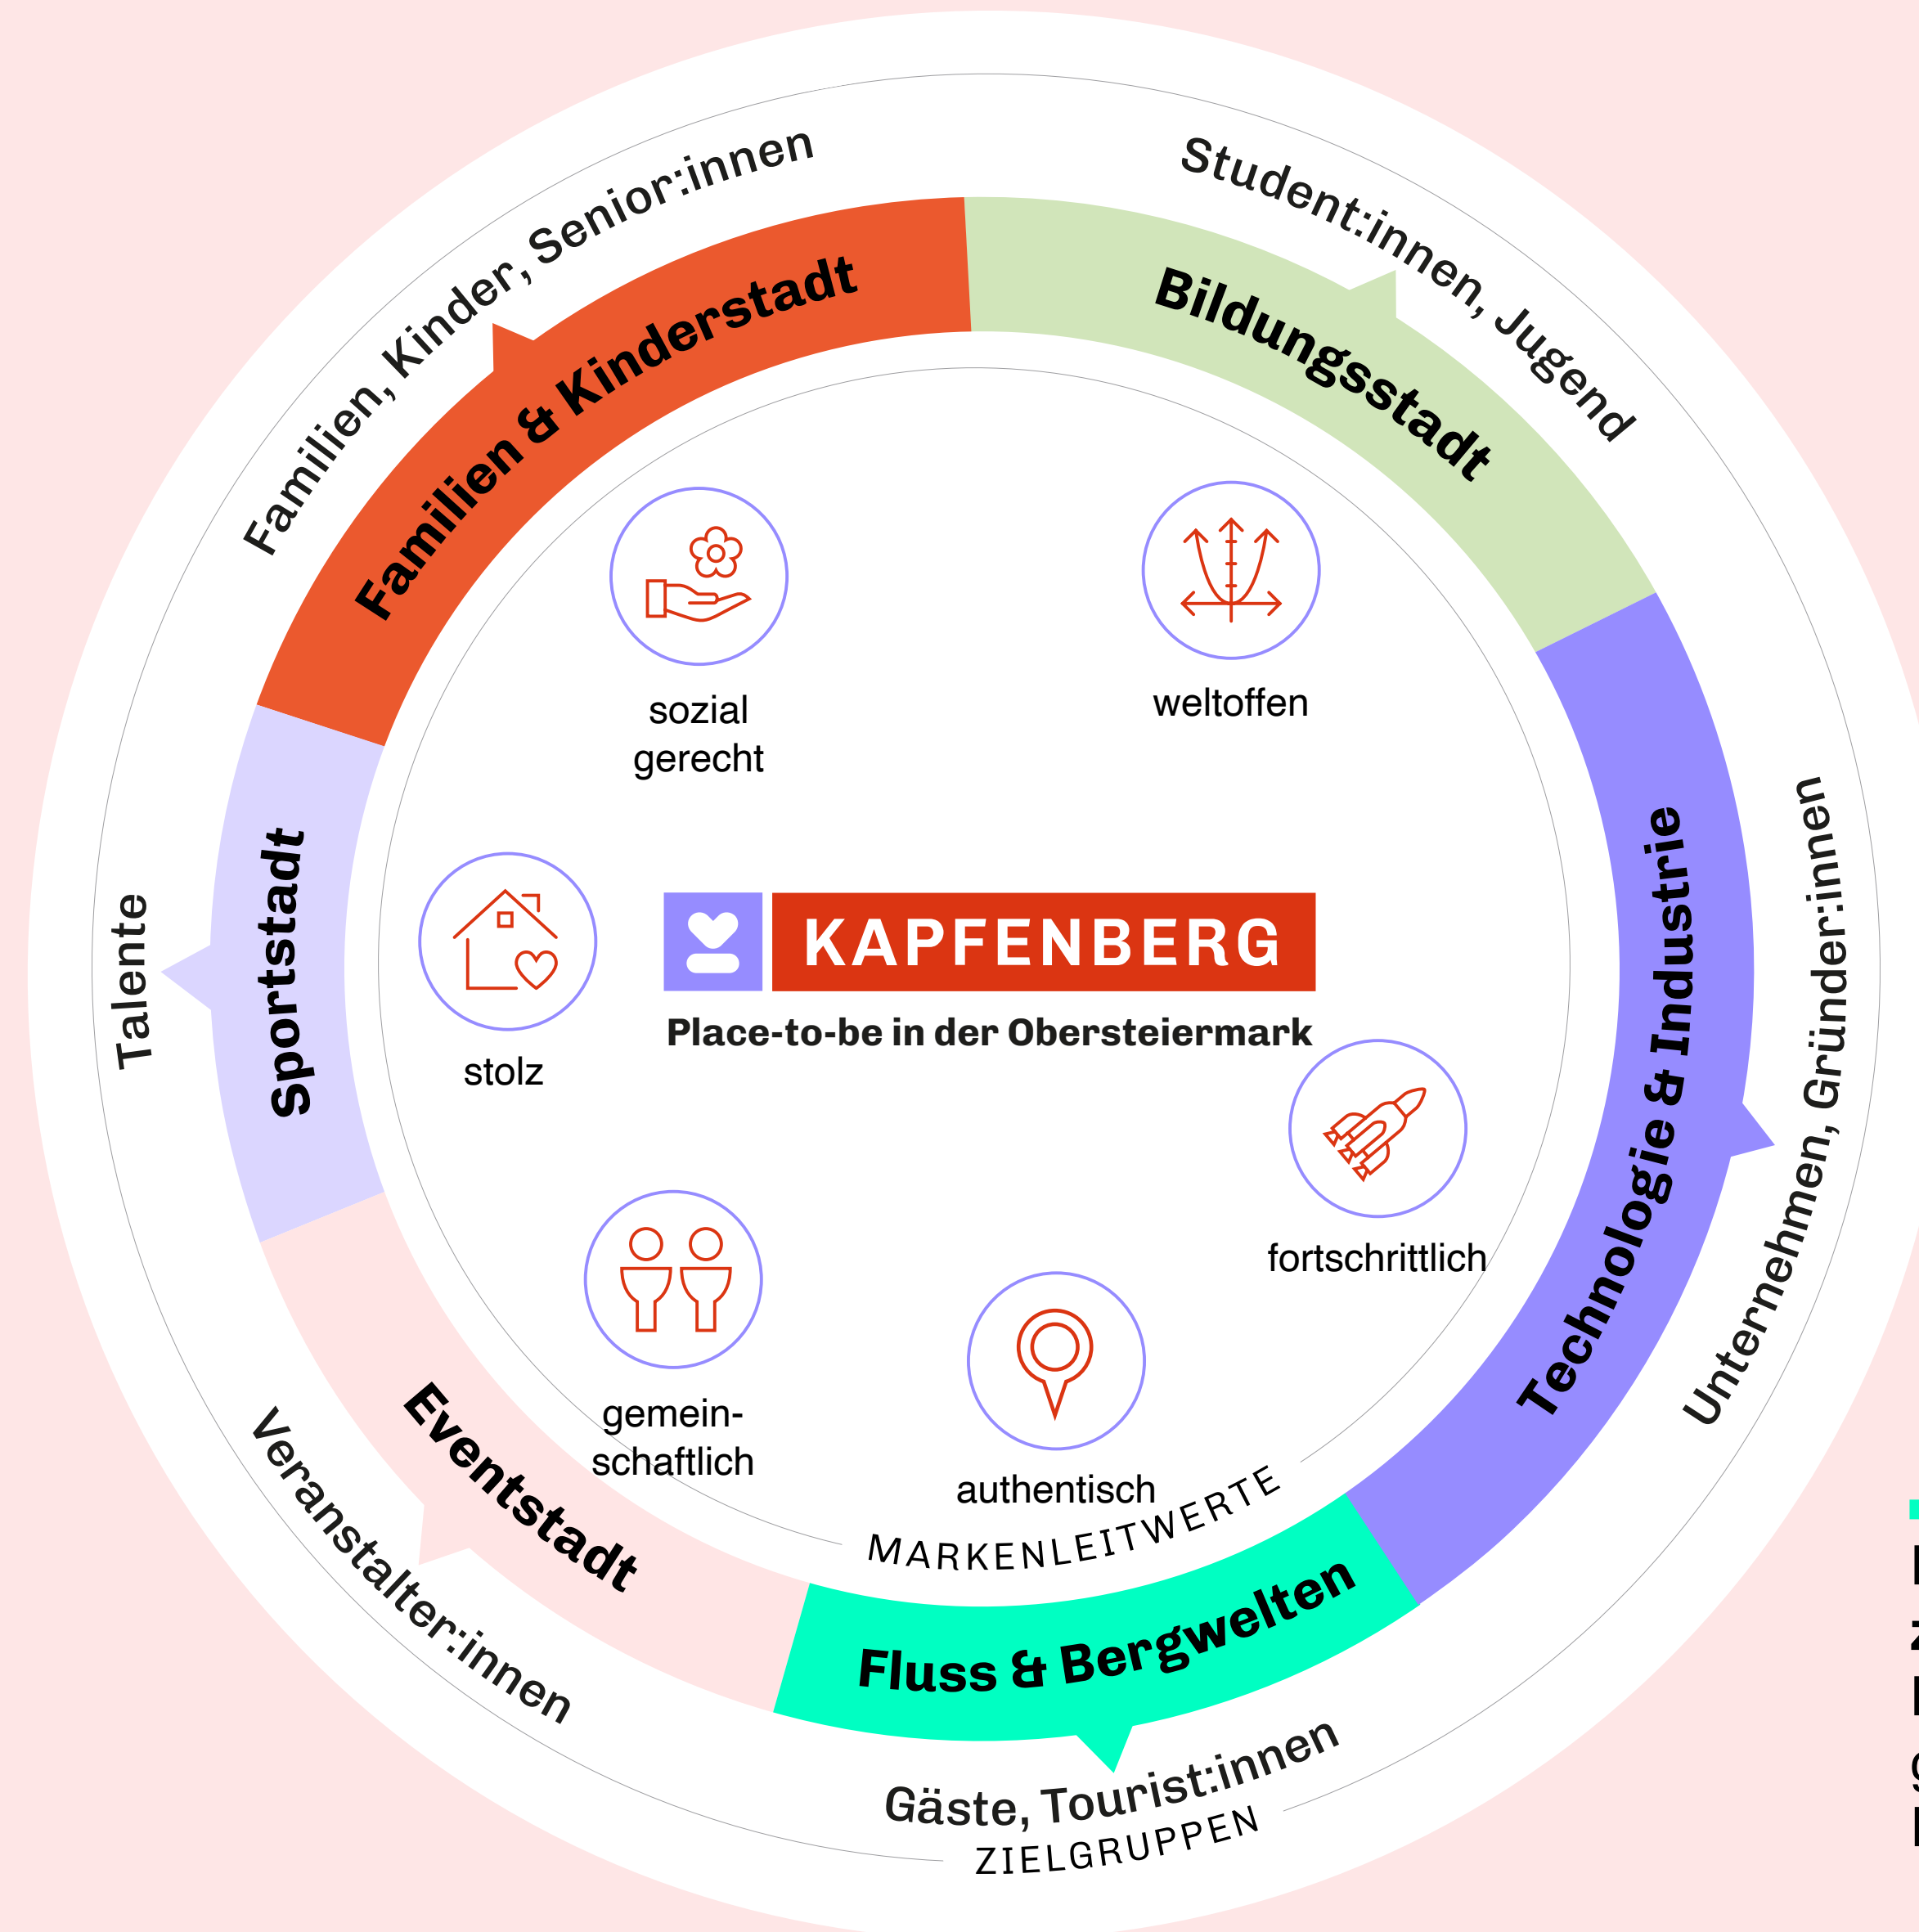 Familien, Kinder, Senior:innen
Student:innen, Jugend
Familien & Kinderstadt
Bildungsstadt
sozial
gerecht
weltoffen
Talente
Sportstadt
stolz
KAPFENBERG
Place-to-be in der Obersteiermark
Technologie & Industrie
Unternehmen, Gründer:innen
fortschrittlich
gemein-
schaftlich
authentisch
MARKENLEITWERTE
Eventstadt
Veranstalter:innen
Fluss & Bergwelten
Gäste, Tourist:innen
ZIELGRUPPEN